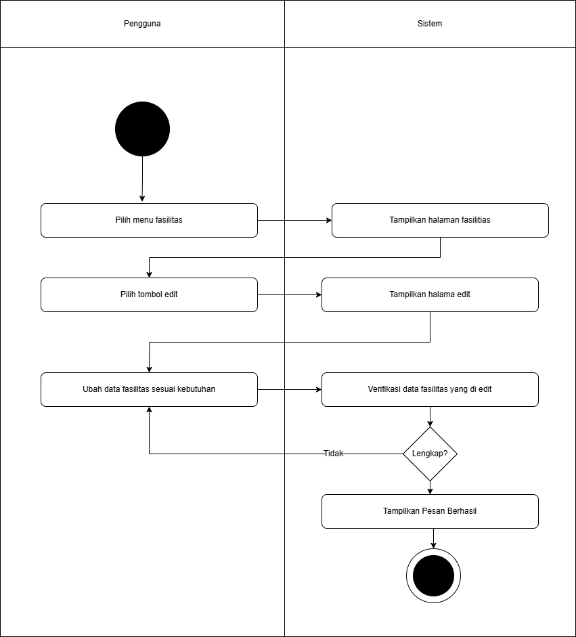 Pengguna
Sistem
Pilih menu fasilitas
Tampilkan halaman fasilitias
Pilih tombol edit
Tampilkan halama edit
Ubah data fasilitas sesuai kebutuhan
Verifikasi data fasilitas yang di edit
Tidak
Lengkap?
Tampilkan Pesan Berhasil